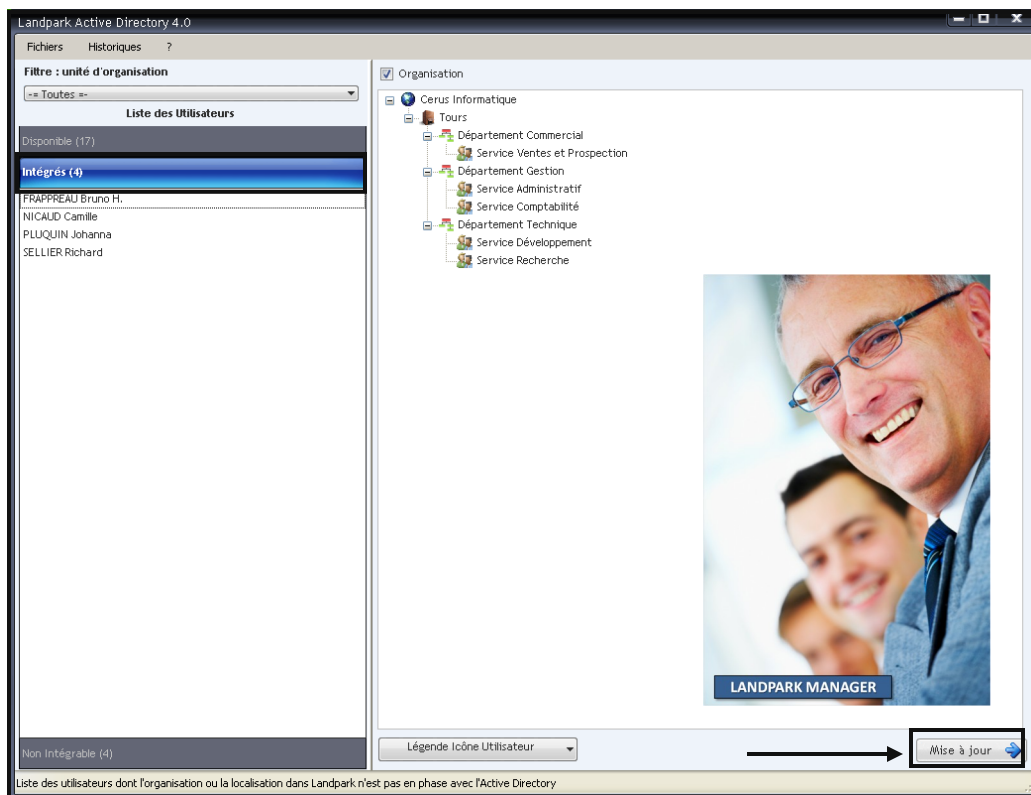 Landpark Active Directory 4.0
Fichiers Historiques ?
Filtre : unité d'organisation
-= Toutes =-
Liste des Utilisateurs
Disponible (17)
Intégrés (4)
FRAPPREAU Bruno H.
NICAUD Camille
PLUQUIN Johanna
SELLIER Richard
Non Intégrable (4)
Organisation
Cerus Informatique
Tours
Département Commercial
Service Ventes et Prospection
Département Gestion
Service Administratif
Service Comptabilité
Département Technique
Service Développement
Service Recherche
LANDPARK MANAGER
Légende Icône Utilisateur
Mise à jour
Liste des utilisateurs dont l'organisation ou la localisation dans Landpark n'est pas en phase avec l'Active Directory